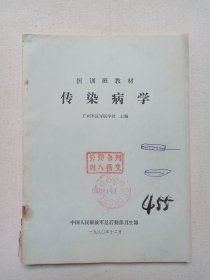 医训班教材
传染病学
广州军区军医学校 主编
455
中国人民解放军总后勤部卫生部
一九八〇年十二月